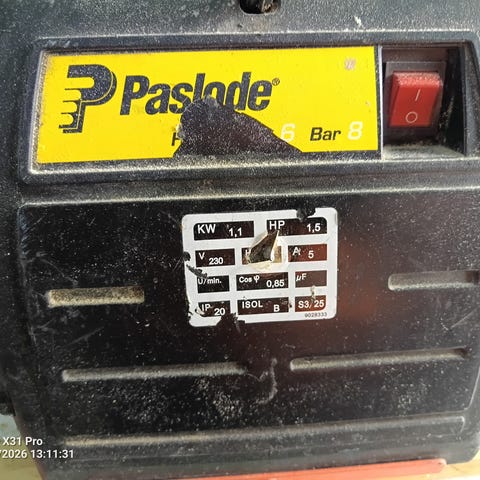 Paslode®
6 Bar 8
I
O
KW 1,1 HP 1,5
V 230 A 5
U/min. Cos φ 0,85 µF
IP 20 ISOL B S3/25
9028333
X31 Pro
2026 13:11:31